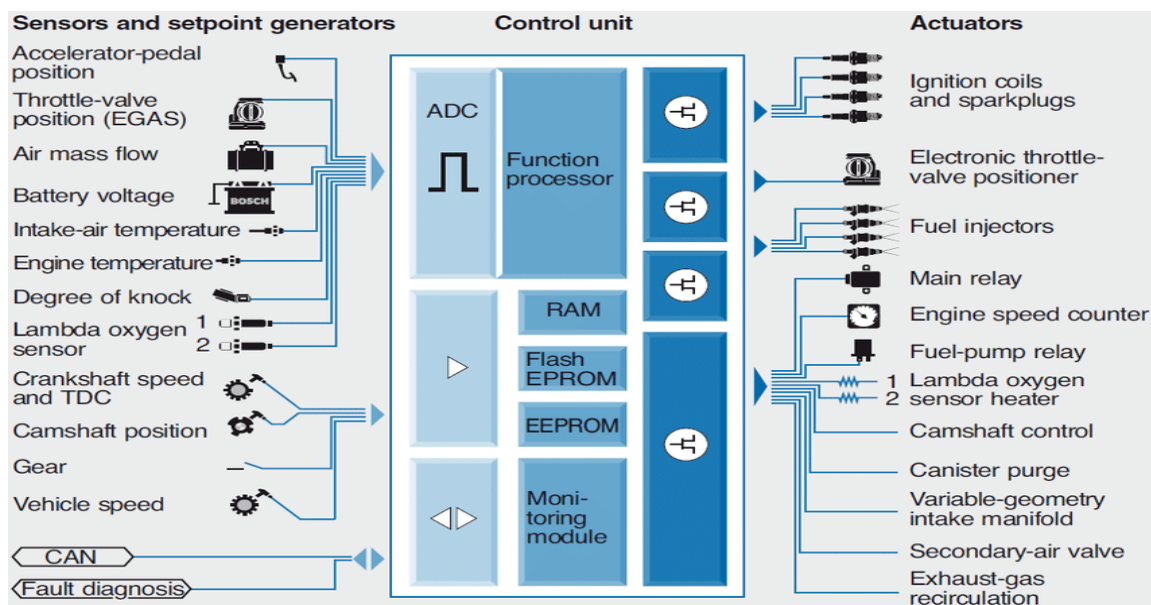 Sensors and setpoint generators
Control unit
Actuators
Accelerator-pedal
position
Throttle-valve
position (EGAS)
Air mass flow
Battery voltage
BOSCH
Intake-air temperature
Engine temperature
Degree of knock
Lambda oxygen
sensor
1
2
Crankshaft speed
and TDC
Camshaft position
Gear
Vehicle speed
CAN
Fault diagnosis
ADC
Function
processor
RAM
Flash
EPROM
EEPROM
Moni-
toring
module
Ignition coils
and sparkplugs
Electronic throttle-
valve positioner
Fuel injectors
Main relay
Engine speed counter
Fuel-pump relay
1 Lambda oxygen
2 sensor heater
Camshaft control
Canister purge
Variable-geometry
intake manifold
Secondary-air valve
Exhaust-gas
recirculation